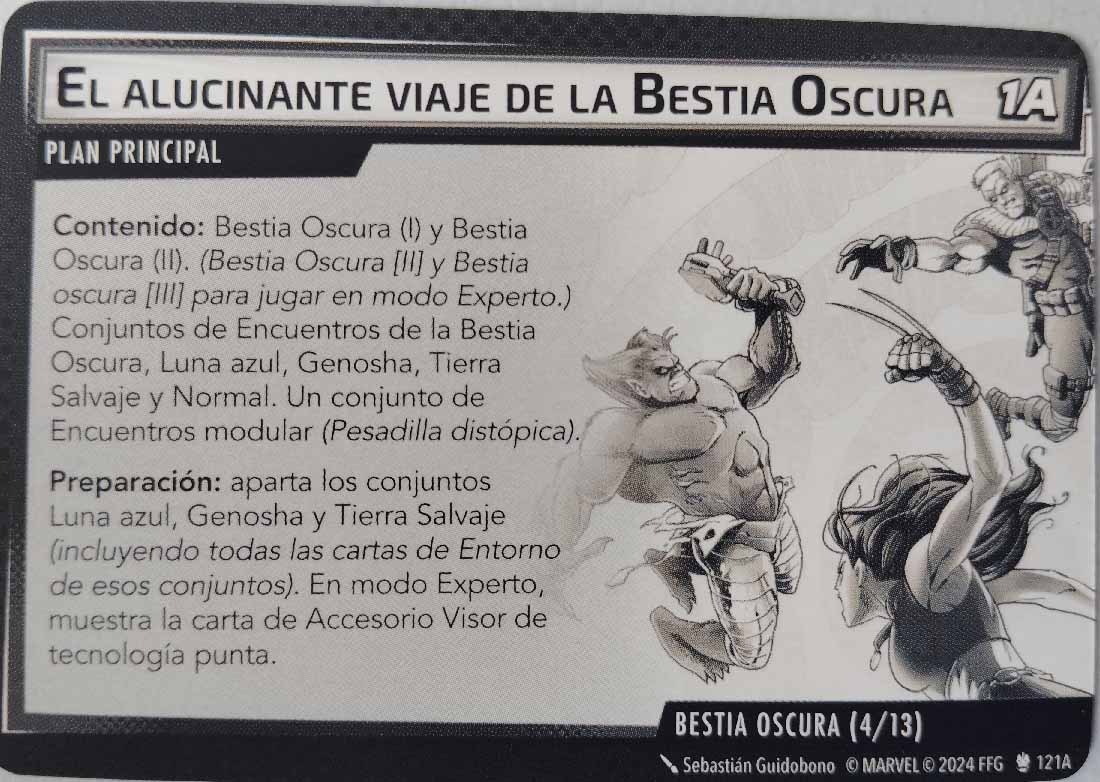 El alucinante viaje de la Bestia Oscura 1A
PLAN PRINCIPAL
Contenido: Bestia Oscura (I) y Bestia
Oscura (II). (Bestia Oscura [II] y Bestia
oscura [III] para jugar en modo Experto.)
Conjuntos de Encuentros de la Bestia
Oscura, Luna azul, Genosha, Tierra
Salvaje y Normal. Un conjunto de
Encuentros modular (Pesadilla distópica).
Preparación: aparta los conjuntos
Luna azul, Genosha y Tierra Salvaje
(incluyendo todas las cartas de Entorno
de esos conjuntos). En modo Experto,
muestra la carta de Accesorio Visor de
tecnología punta.
BESTIA OSCURA (4/13)
Sebastián Guidobono © MARVEL © 2024 FFG 121A